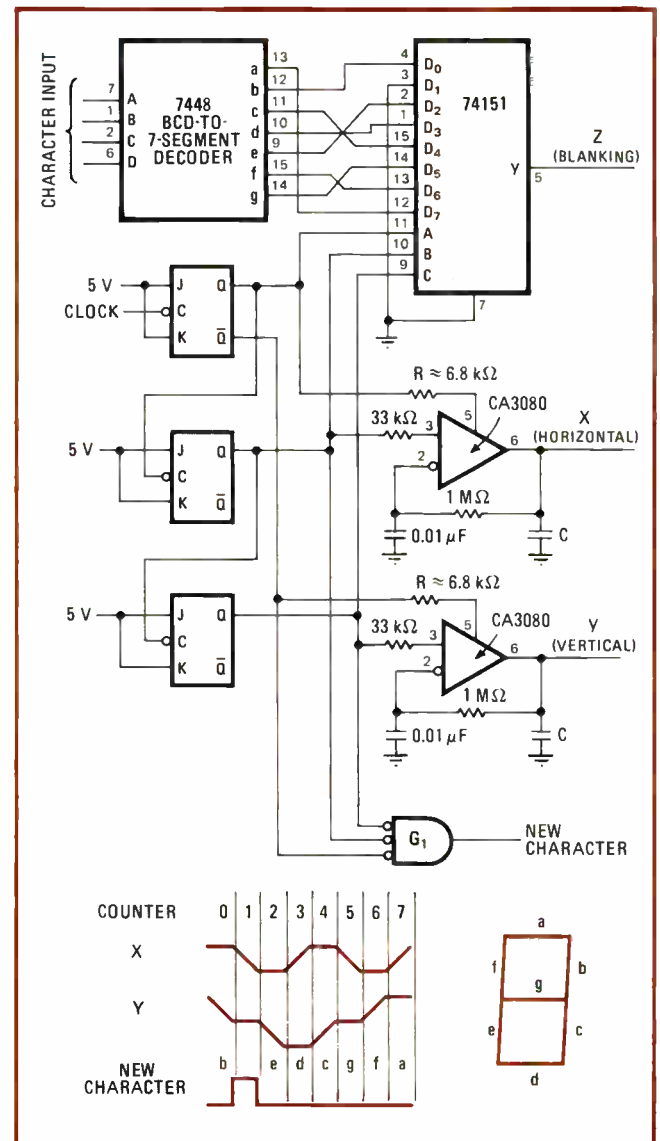 CHARACTER INPUT
7 A
1 B
2 C
6 D
7448
BCD-TO-
7-SEGMENT
DECODER
a 13
b 12
c 11
d 10
e 9
f 15
g 14
4 D0
3 D1
2 D2
1 D3
15 D4
14 D5
13 D6
12 D7
11 A
10 B
9 C
74151
Y
5
7
Z
(BLANKING)
5 V
CLOCK
J Q
C
K Q̅
R ≈ 6.8 kΩ
CA3080
33 kΩ
3
5
6
2
X
(HORIZONTAL)
1 MΩ
0.01 μF
C
5 V
J Q
C
K Q̅
R ≈ 6.8 kΩ
CA3080
5 V
J Q
C
K Q̅
33 kΩ
3
5
6
2
Y
(VERTICAL)
1 MΩ
0.01 μF
C
G1
NEW
CHARACTER
COUNTER 0 1 2 3 4 5 6 7
X
Y
NEW
CHARACTER
b e d c g f a
a
f b
g
e c
d